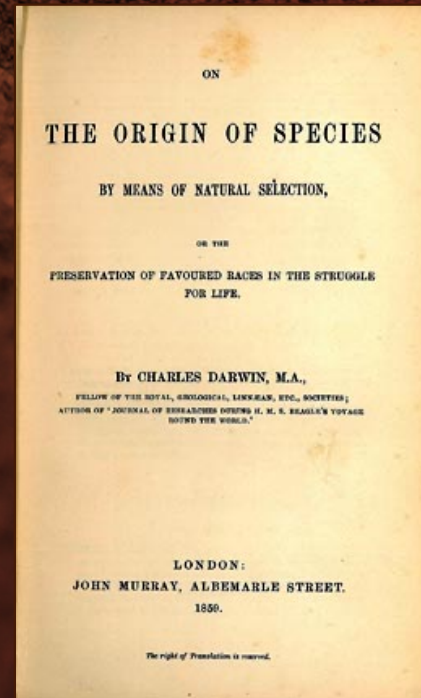 ON
THE ORIGIN OF SPECIES
BY MEANS OF NATURAL SELECTION,
OR THE
PRESERVATION OF FAVOURED RACES IN THE STRUGGLE
FOR LIFE.
BY CHARLES DARWIN, M.A.,
FELLOW OF THE ROYAL, GEOLOGICAL, LINNÆAN, ETC., SOCIETIES;
AUTHOR OF 'JOURNAL OF RESEARCHES DURING H. M. S. BEAGLE'S VOYAGE
ROUND THE WORLD.'
LONDON:
JOHN MURRAY, ALBEMARLE STREET.
1859.
The right of Translation is reserved.